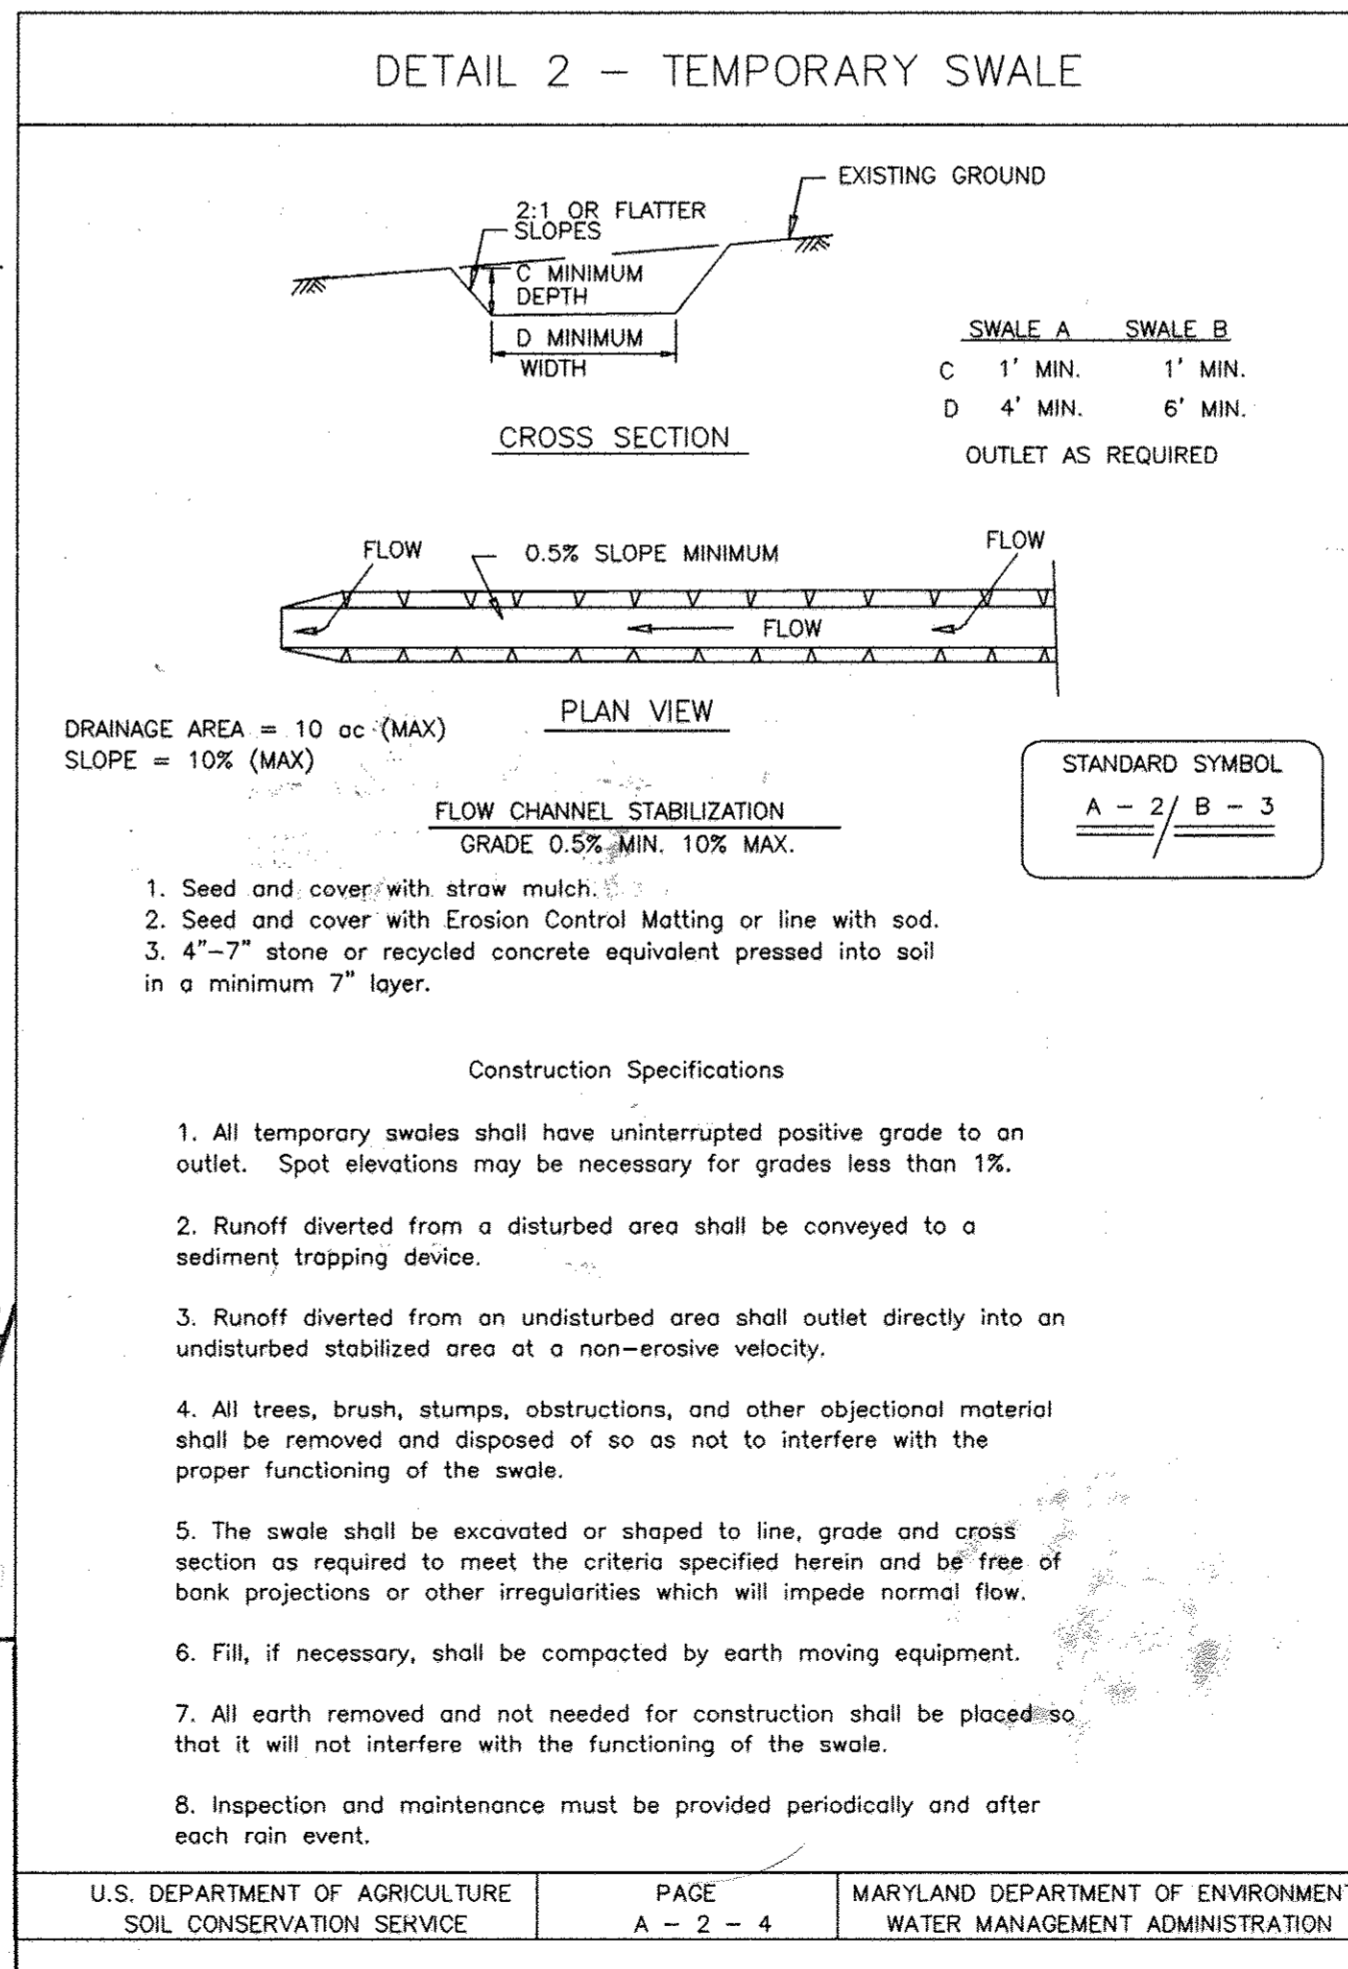 DETAIL 2 – TEMPORARY SWALE
EXISTING GROUND
2:1 OR FLATTER
SLOPES
C MINIMUM
DEPTH
D MINIMUM
WIDTH
CROSS SECTION
SWALE A SWALE B
C 1' MIN. 1' MIN.
D 4' MIN. 6' MIN.
OUTLET AS REQUIRED
FLOW
0.5% SLOPE MINIMUM
FLOW
FLOW
PLAN VIEW
DRAINAGE AREA = 10 ac (MAX)
SLOPE = 10% (MAX)
STANDARD SYMBOL
A – 2 / B – 3
FLOW CHANNEL STABILIZATION
GRADE 0.5% MIN. 10% MAX.
1. Seed and cover with straw mulch.
2. Seed and cover with Erosion Control Matting or line with sod.
3. 4"–7" stone or recycled concrete equivalent pressed into soil
in a minimum 7" layer.
Construction Specifications
1. All temporary swales shall have uninterrupted positive grade to an
outlet. Spot elevations may be necessary for grades less than 1%.
2. Runoff diverted from a disturbed area shall be conveyed to a
sediment trapping device.
3. Runoff diverted from an undisturbed area shall outlet directly into an
undisturbed stabilized area at a non–erosive velocity.
4. All trees, brush, stumps, obstructions, and other objectional material
shall be removed and disposed of so as not to interfere with the
proper functioning of the swale.
5. The swale shall be excavated or shaped to line, grade and cross
section as required to meet the criteria specified herein and be free of
bank projections or other irregularities which will impede normal flow.
6. Fill, if necessary, shall be compacted by earth moving equipment.
7. All earth removed and not needed for construction shall be placed so
that it will not interfere with the functioning of the swale.
8. Inspection and maintenance must be provided periodically and after
each rain event.
U.S. DEPARTMENT OF AGRICULTURE
SOIL CONSERVATION SERVICE
PAGE
A – 2 – 4
MARYLAND DEPARTMENT OF ENVIRONMENT
WATER MANAGEMENT ADMINISTRATION